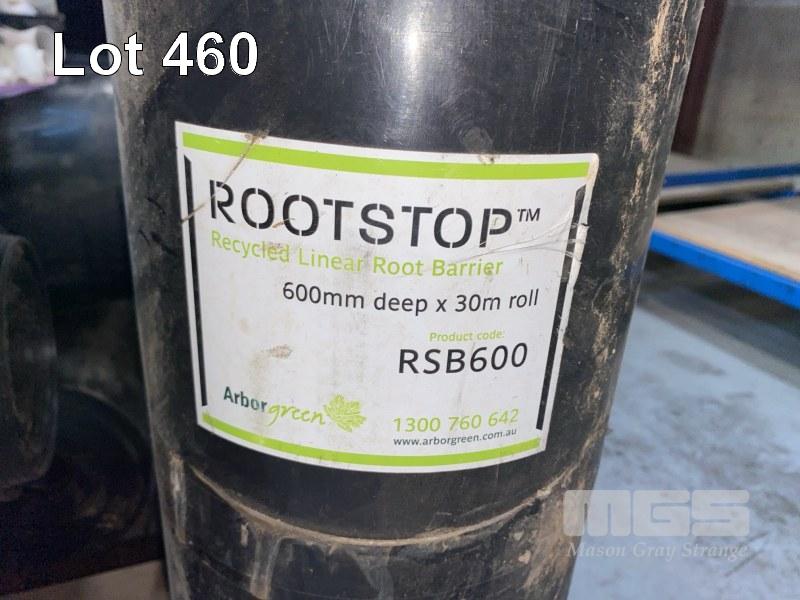 Lot 460
ROOTSTOP™
Recycled Linear Root Barrier
600mm deep x 30m roll
Product code:
RSB600
Arborgreen
1300 760 642
www.arborgreen.com.au
MGS
Mason Gray Strange